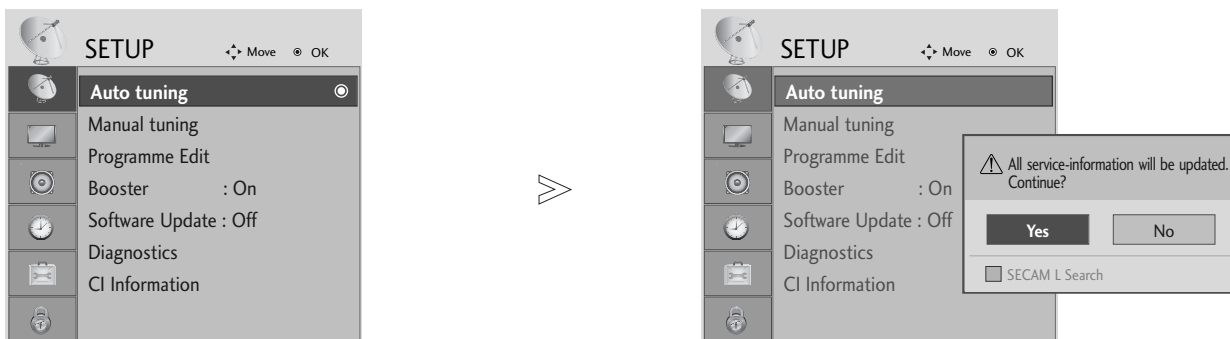 SETUP Move OK
Auto tuning
Manual tuning
Programme Edit
Booster : On
Software Update : Off
Diagnostics
CI Information
SETUP Move OK
Auto tuning
Manual tuning
Programme Edit
Booster : On
Software Update : Off
Diagnostics
CI Information
All service-information will be updated.
Continue?
Yes No
SECAM L Search